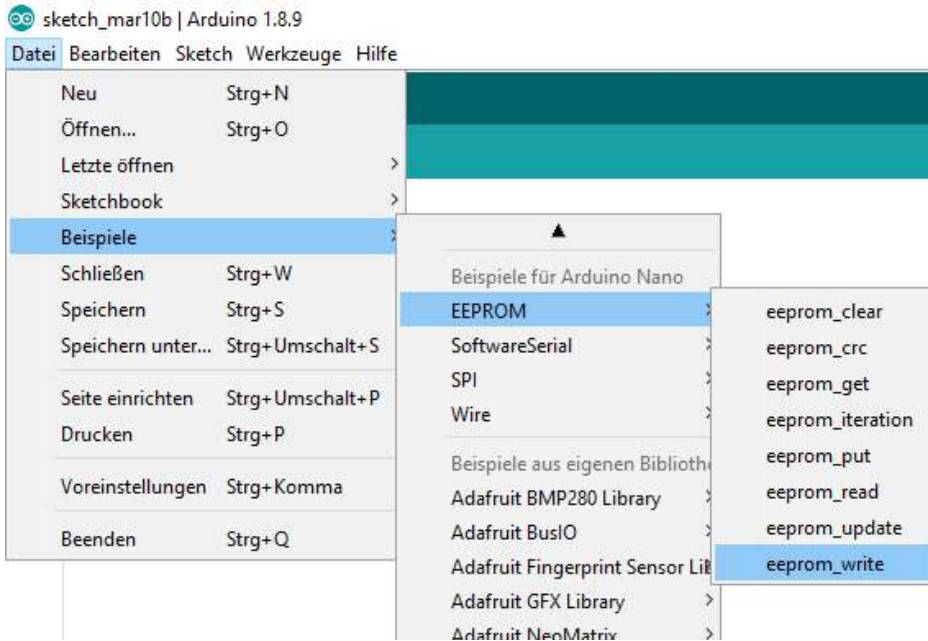 sketch_mar10b | Arduino 1.8.9
Datei Bearbeiten Sketch Werkzeuge Hilfe
Neu Strg+N
Öffnen... Strg+O
Letzte öffnen
Sketchbook
Beispiele
Schließen Strg+W
Speichern Strg+S
Speichern unter... Strg+Umschalt+S
Seite einrichten Strg+Umschalt+P
Drucken Strg+P
Voreinstellungen Strg+Komma
Beenden Strg+Q
Beispiele für Arduino Nano
EEPROM
SoftwareSerial
SPI
Wire
Beispiele aus eigenen
Adafruit BMP280 Library
Adafruit BusIO
Adafruit Fingerprint Sensor
Adafruit GFX Library
Adafruit NeoMatrix
eeprom_clear
eeprom_crc
eeprom_get
eeprom_iteration
eeprom_put
eeprom_read
eeprom_update
eeprom_write